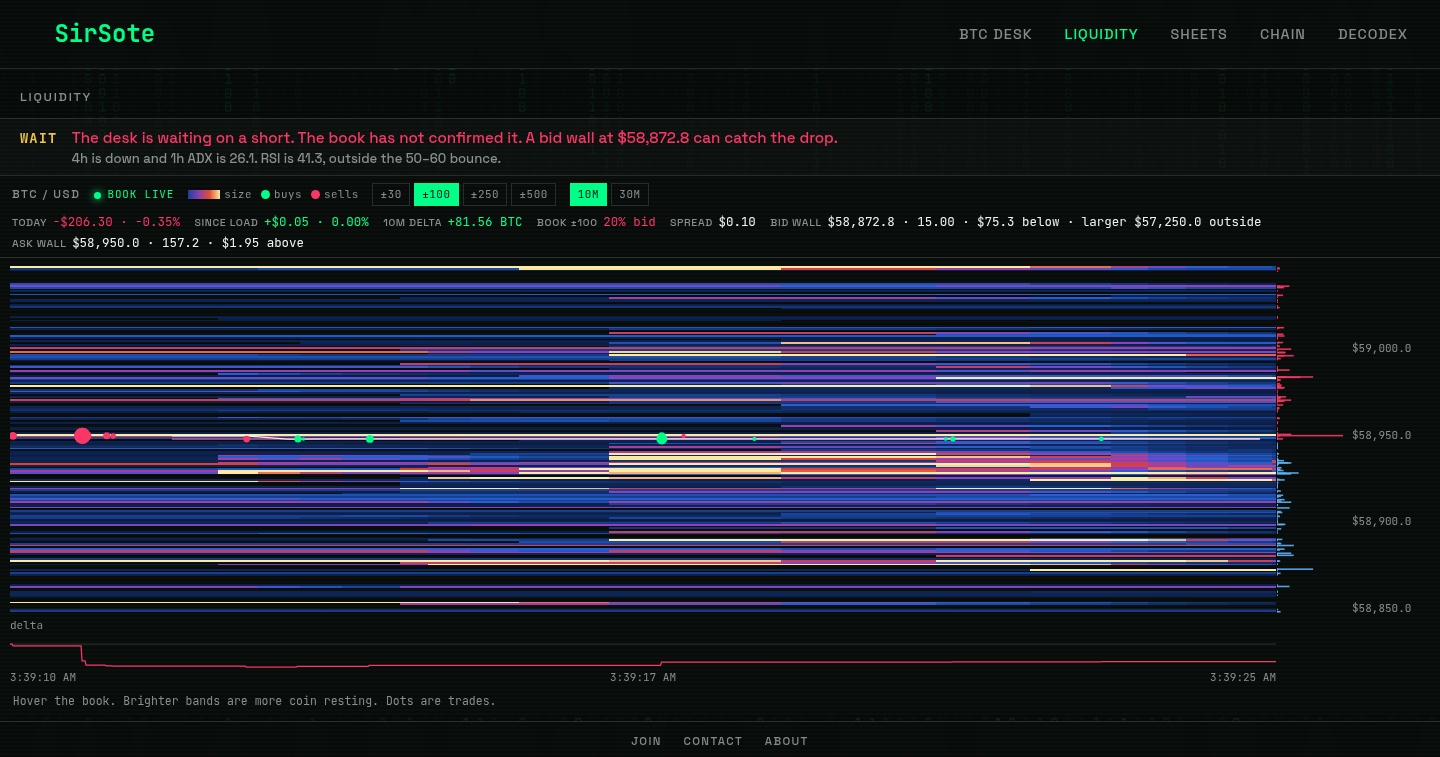 SirSote
BTC DESK LIQUIDITY SHEETS CHAIN DECODEX
LIQUIDITY
WAIT The desk is waiting on a short. The book has not confirmed it. A bid wall at $58,872.8 can catch the drop.
4h is down and 1h ADX is 26.1. RSI is 41.3, outside the 50–60 bounce.
BTC / USD BOOK LIVE size buys sells ±30 ±100 ±250 ±500 10M 30M
TODAY -$206.30 · -0.35% SINCE LOAD +$0.05 · 0.00% 10M DELTA +81.56 BTC BOOK ±100 20% bid SPREAD $0.10 BID WALL $58,872.8 · 15.00 · $75.3 below · larger $57,250.0 outside
ASK WALL $58,950.0 · 157.2 · $1.95 above
$59,000.0
$58,950.0
$58,900.0
$58,850.0
delta
3:39:10 AM 3:39:17 AM 3:39:25 AM
Hover the book. Brighter bands are more coin resting. Dots are trades.
JOIN CONTACT ABOUT